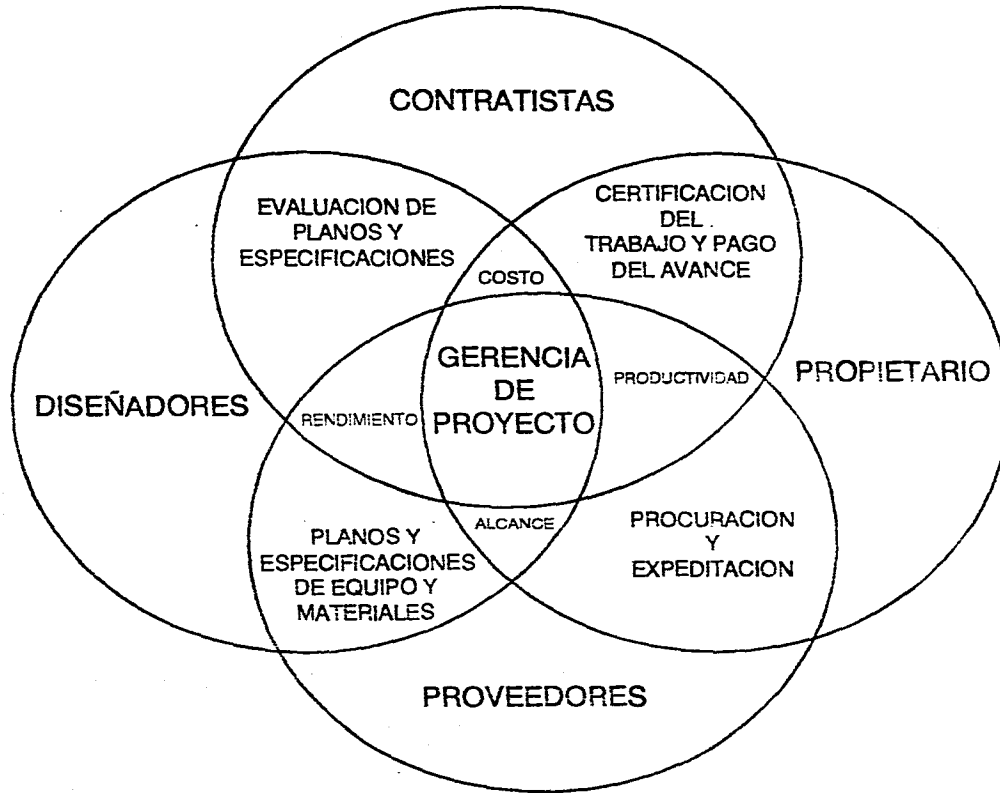 CONTRATISTAS
EVALUACION DE
PLANOS Y
ESPECIFICACIONES
CERTIFICACION
DEL
TRABAJO Y PAGO
DEL AVANCE
COSTO
DISEÑADORES
RENDIMIENTO
GERENCIA
DE
PROYECTO
PRODUCTIVIDAD
PROPIETARIO
PLANOS Y
ESPECIFICACIONES
DE EQUIPO Y
MATERIALES
ALCANCE
PROCURACION
Y
EXPEDITACION
PROVEEDORES